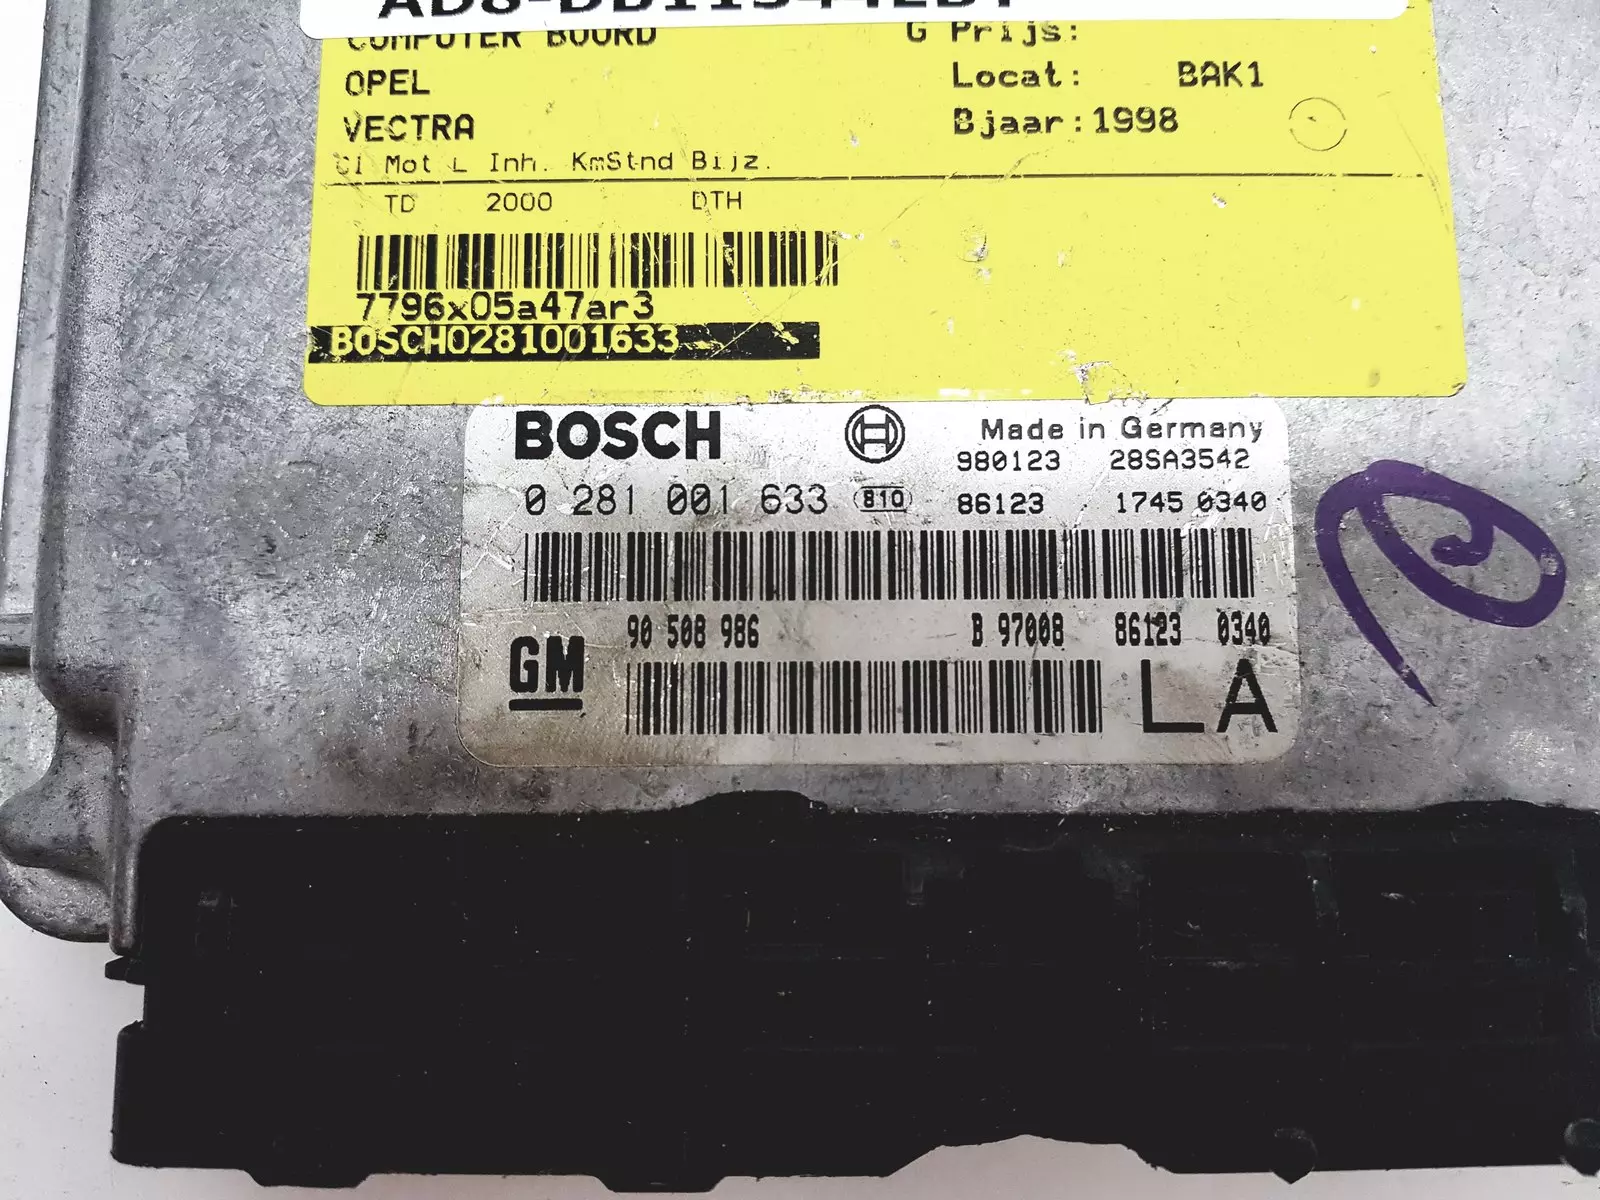 COMPUTER BOORD G Prijs:
OPEL Locat: BAK1
VECTRA Bjaar:1998
Cl Mot L Inh. KmStnd Bijz.
TD 2000 DTH
7796x05a47ar3
BOSCH0281001633
BOSCH Made in Germany
980123 28SA3542
0 281 001 633 810 86123 1745 0340
90 508 986 B 97008 86123 0340
GM LA